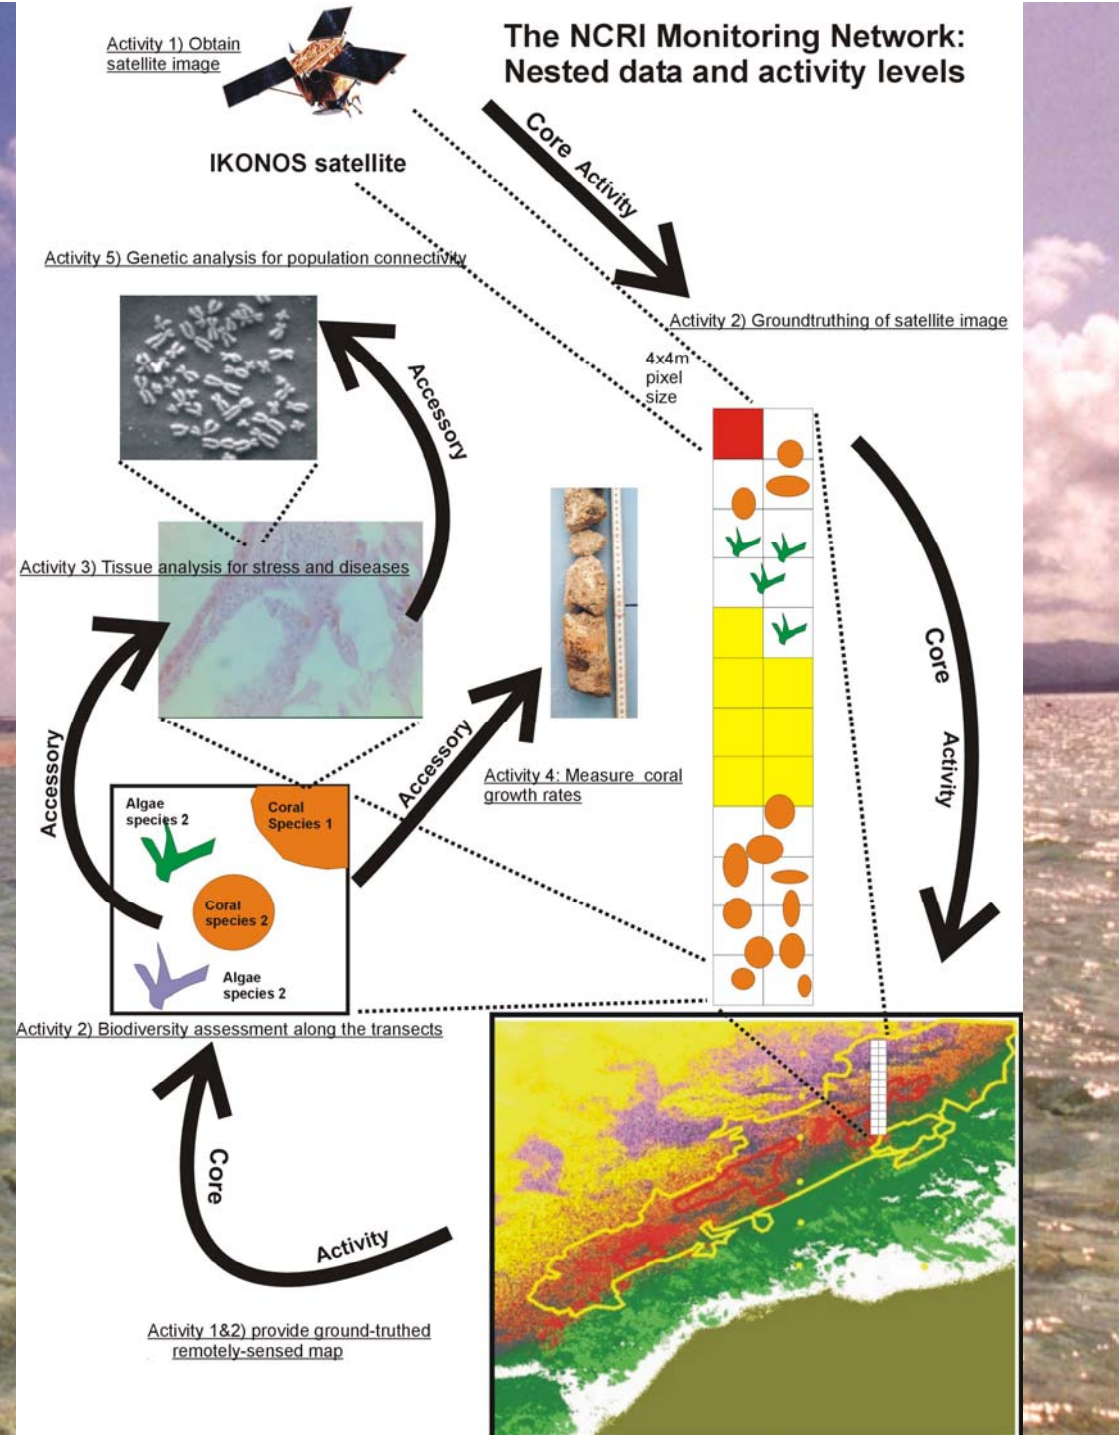 The NCRI Monitoring Network:
Nested data and activity levels
Activity 1) Obtain
satellite image
IKONOS satellite
Core Activity
Activity 5) Genetic analysis for population connectivity
Activity 2) Groundtruthing of satellite image
4x4m
pixel
size
Accessory
Activity 3) Tissue analysis for stress and diseases
Core Activity
Accessory
Accessory
Activity 4: Measure coral
growth rates
Algae
species 2
Coral
Species 1
Coral
species 2
Algae
species 2
Activity 2) Biodiversity assessment along the transects
Core Activity
Activity 1&2) provide ground-truthed
remotely-sensed map